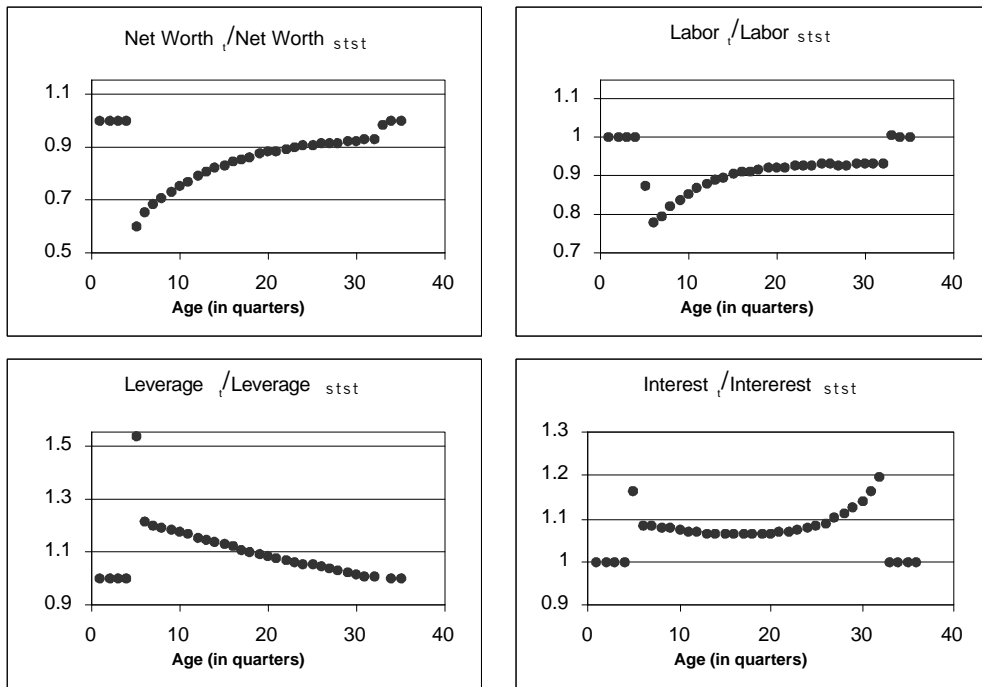 Net Worth t/Net Worth stst
1.1
0.9
0.7
0.5
0 10 20 30 40
Age (in quarters)
Labor t/Labor stst
1.1
1
0.9
0.8
0.7
0 10 20 30 40
Age (in quarters)
Leverage t/Leverage stst
1.5
1.3
1.1
0.9
0 10 20 30 40
Age (in quarters)
Interest t/Intererest stst
1.3
1.2
1.1
1
0.9
0 10 20 30 40
Age (in quarters)